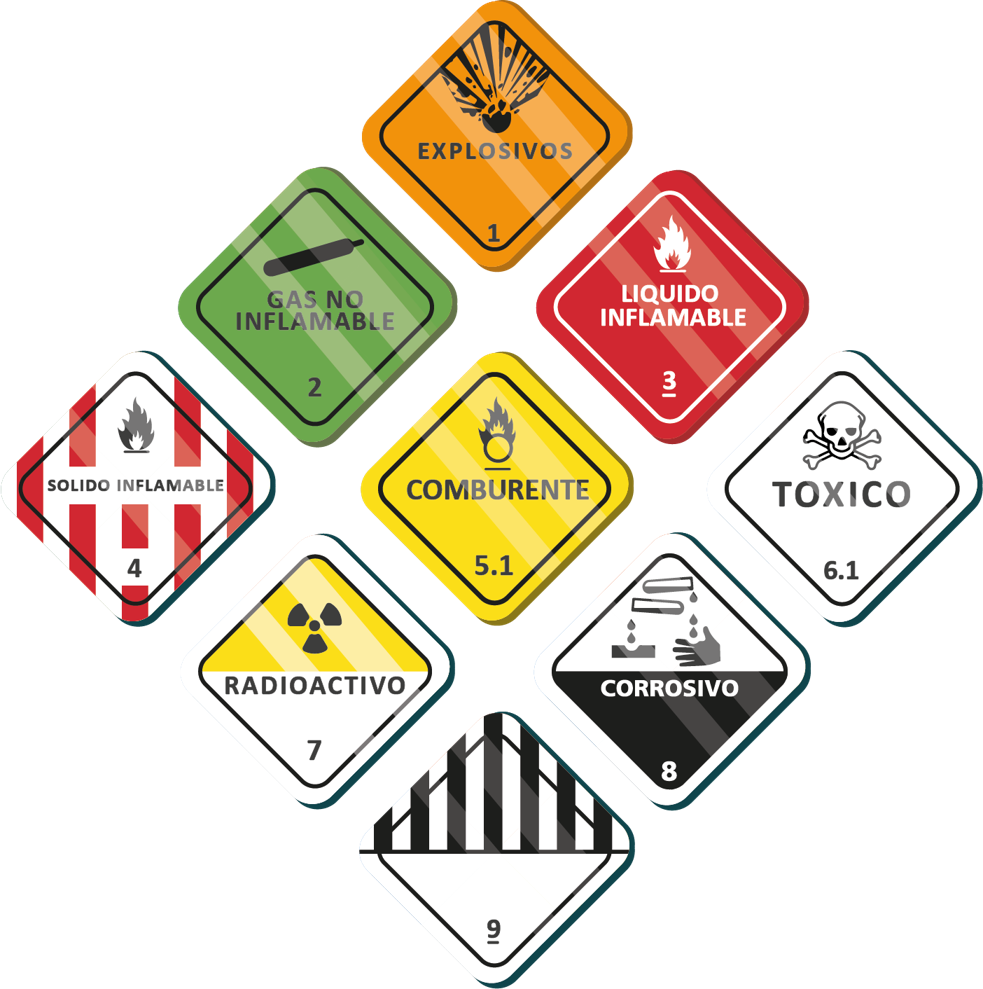 EXPLOSIVOS
1
GAS NO
INFLAMABLE
2
LIQUIDO
INFLAMABLE
3
SOLIDO INFLAMABLE
4
COMBURENTE
5.1
TOXICO
6.1
RADIOACTIVO
7
CORROSIVO
8
9